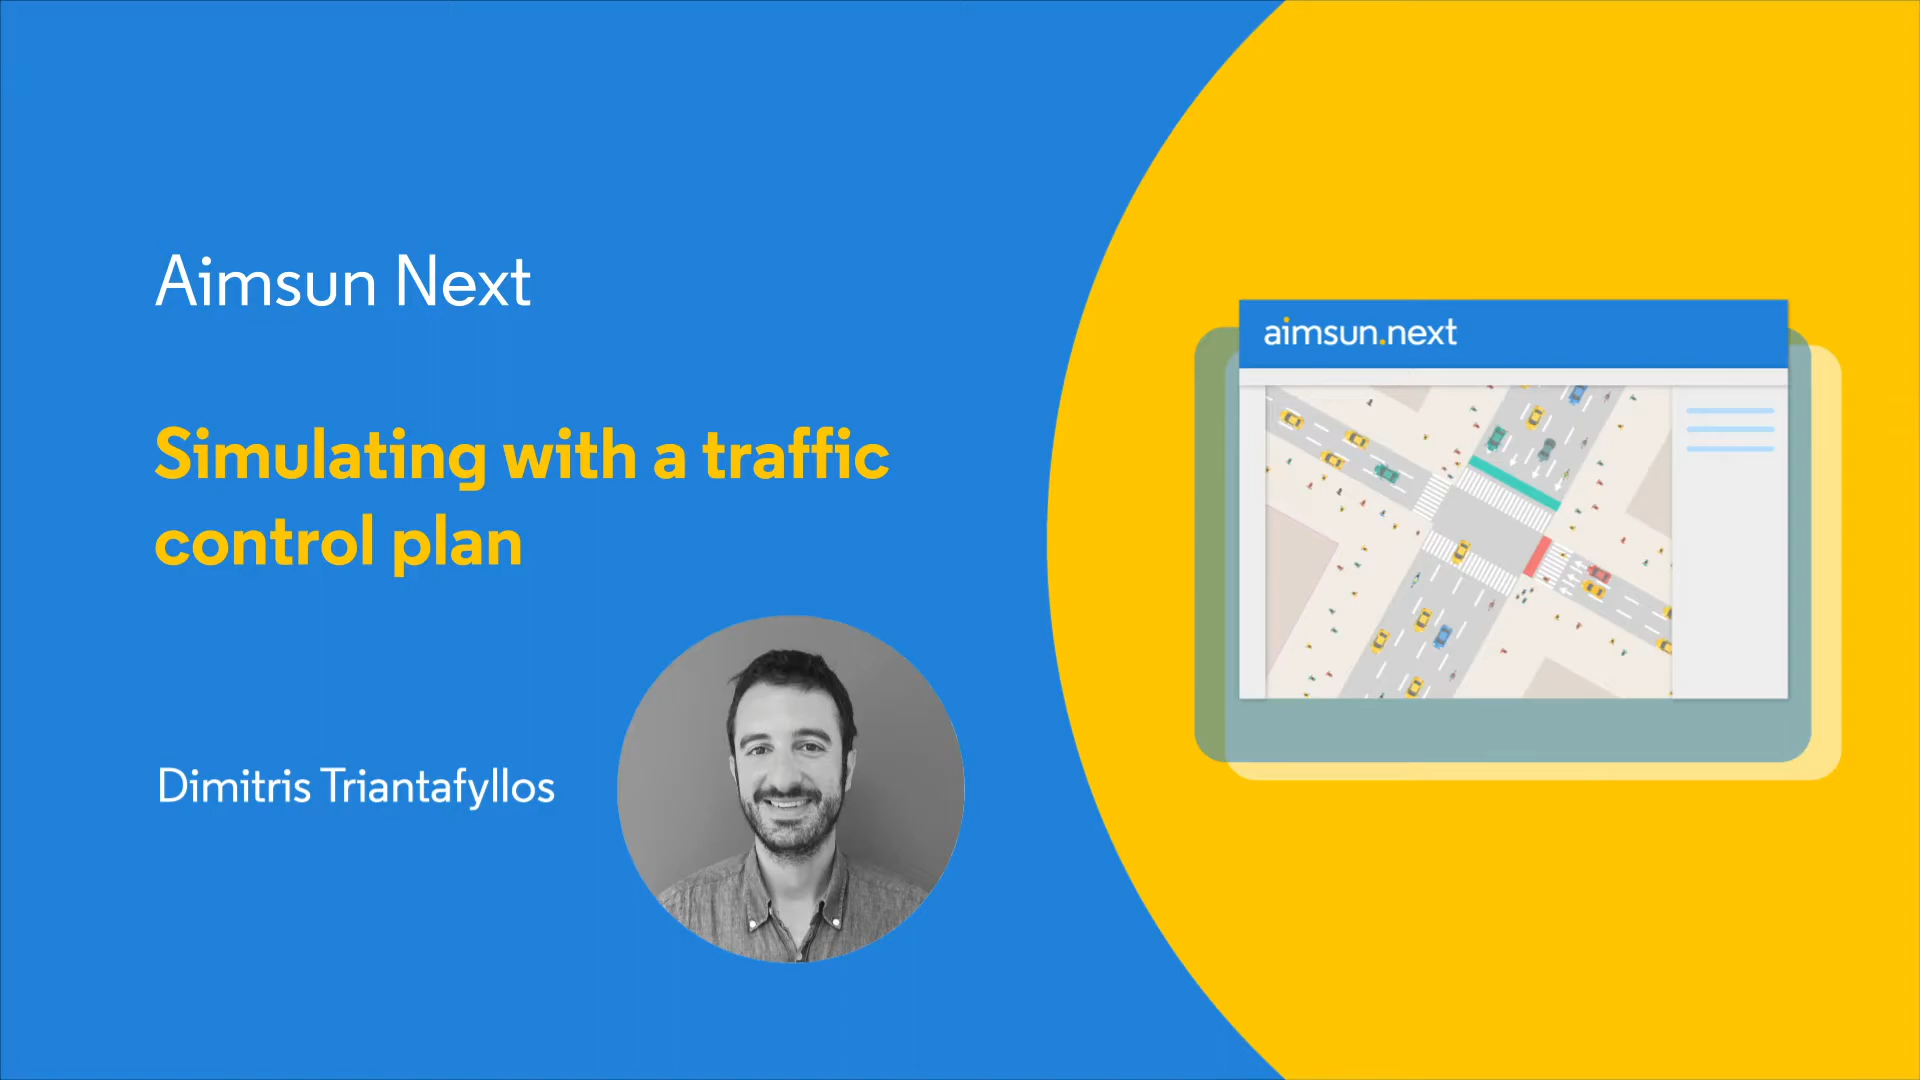 Aimsun Next
Simulating with a traffic
control plan
Dimitris Triantafyllos
aimsun.next